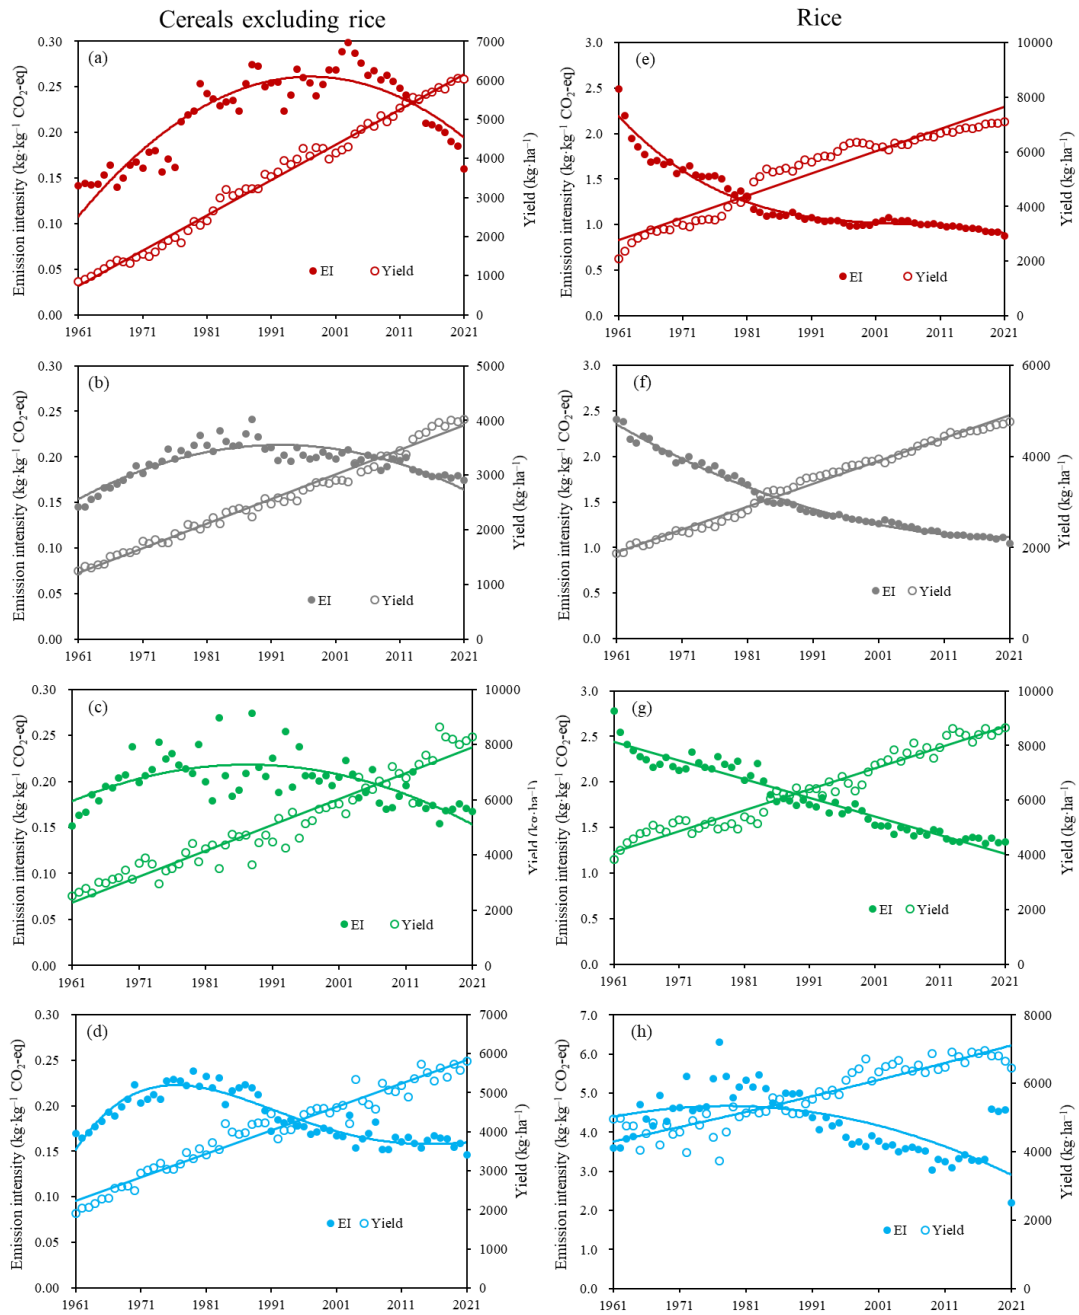 Cereals excluding rice
Rice
(a)
Emission intensity (kg·kg⁻¹ CO₂-eq)
0.30
0.25
0.20
0.15
0.10
0.05
0.00
7000
6000
5000
4000
3000
2000
1000
0
Yield (kg·ha⁻¹)
EI Yield
1961 1971 1981 1991 2001 2011 2021
(e)
Emission intensity (kg·kg⁻¹ CO₂-eq)
3.0
2.5
2.0
1.5
1.0
0.5
0.0
10000
8000
6000
4000
2000
0
Yield (kg·ha⁻¹)
EI Yield
1961 1971 1981 1991 2001 2011 2021
(b)
Emission intensity (kg·kg⁻¹ CO₂-eq)
0.30
0.25
0.20
0.15
0.10
0.05
0.00
5000
4000
3000
2000
1000
0
Yield (kg·ha⁻¹)
EI Yield
1961 1971 1981 1991 2001 2011 2021
(f)
Emission intensity (kg·kg⁻¹ CO₂-eq)
3.0
2.5
2.0
1.5
1.0
0.5
0.0
6000
4000
2000
0
Yield (kg·ha⁻¹)
EI Yield
1961 1971 1981 1991 2001 2011 2021
(c)
Emission intensity (kg·kg⁻¹ CO₂-eq)
0.30
0.25
0.20
0.15
0.10
0.05
0.00
10000
8000
6000
4000
2000
0
Yield (kg·ha⁻¹)
EI Yield
1961 1971 1981 1991 2001 2011 2021
(g)
Emission intensity (kg·kg⁻¹ CO₂-eq)
3.0
2.5
2.0
1.5
1.0
0.5
0.0
10000
8000
6000
4000
2000
0
Yield (kg·ha⁻¹)
EI Yield
1961 1971 1981 1991 2001 2011 2021
(d)
Emission intensity (kg·kg⁻¹ CO₂-eq)
0.30
0.25
0.20
0.15
0.10
0.05
0.00
7000
6000
5000
4000
3000
2000
1000
0
Yield (kg·ha⁻¹)
EI Yield
1961 1971 1981 1991 2001 2011 2021
(h)
Emission intensity (kg·kg⁻¹ CO₂-eq)
7.0
6.0
5.0
4.0
3.0
2.0
1.0
0.0
8000
6000
4000
2000
0
Yield (kg·ha⁻¹)
EI Yield
1961 1971 1981 1991 2001 2011 2021